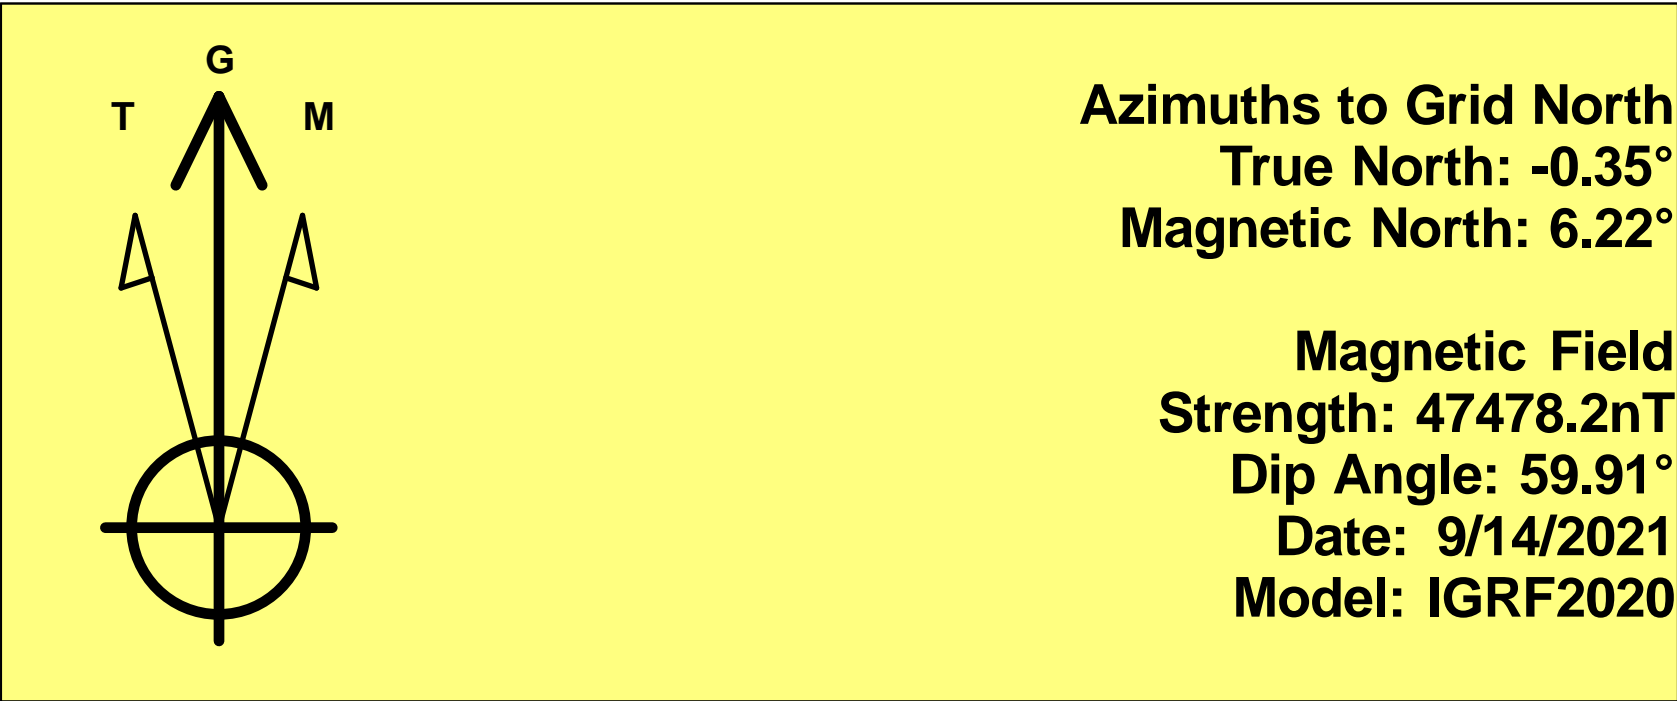 G
T M
Azimuths to Grid North
True North: -0.35°
Magnetic North: 6.22°
Magnetic Field
Strength: 47478.2nT
Dip Angle: 59.91°
Date: 9/14/2021
Model: IGRF2020